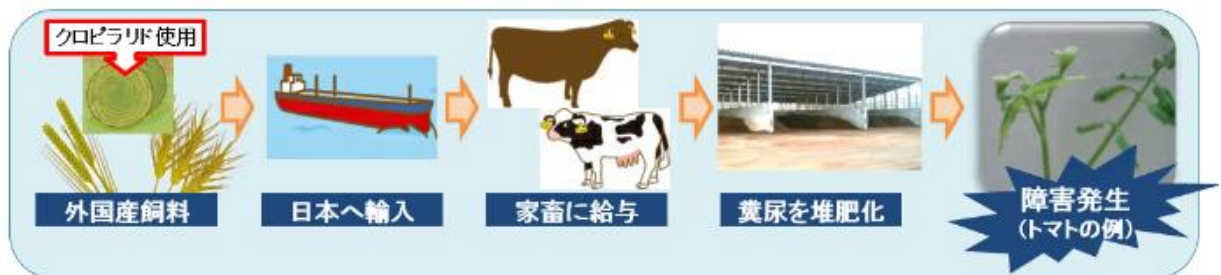 クロピラリド使用
外国産飼料
日本へ輸入
家畜に給与
糞尿を堆肥化
障害発生
(トマトの例)